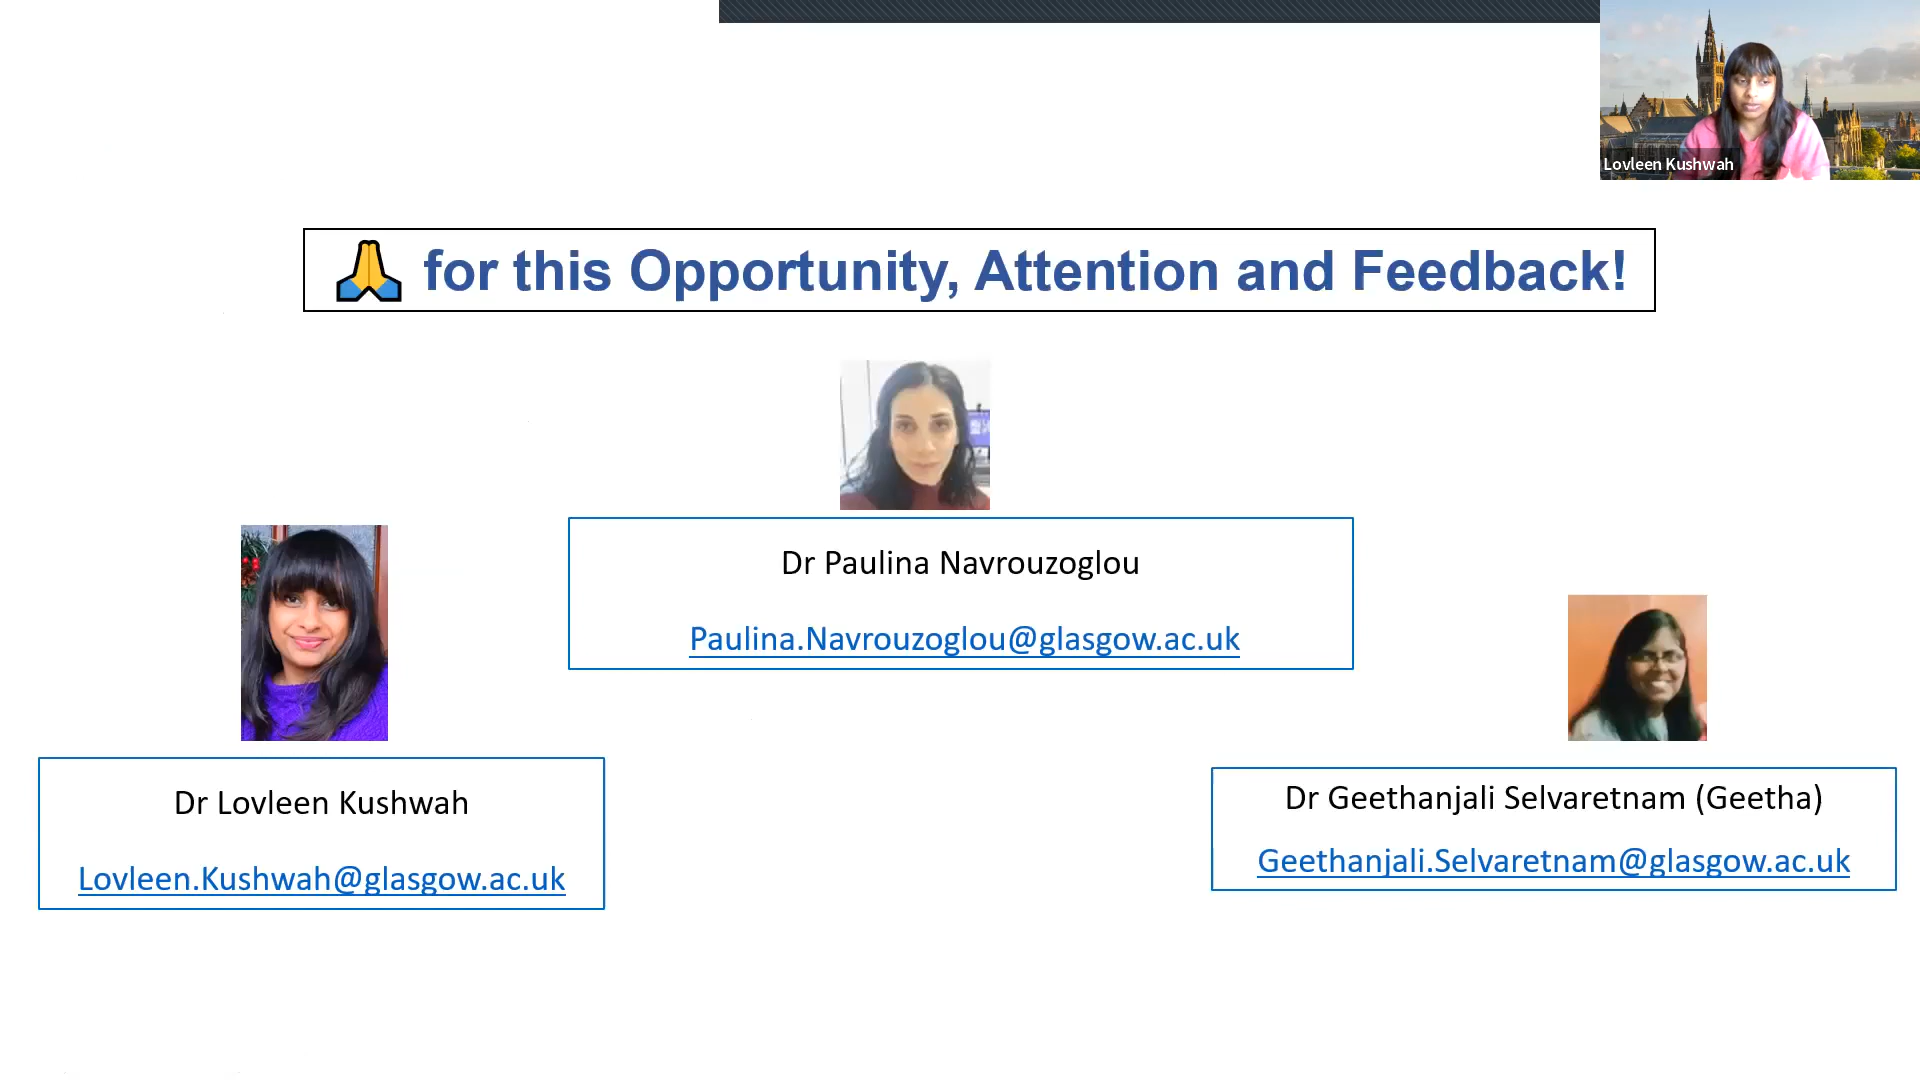 Lovleen Kushwah
🙏 for this Opportunity, Attention and Feedback!
Dr Paulina Navrouzoglou
Paulina.Navrouzoglou@glasgow.ac.uk
Dr Lovleen Kushwah
Lovleen.Kushwah@glasgow.ac.uk
Dr Geethanjali Selvaretnam (Geetha)
Geethanjali.Selvaretnam@glasgow.ac.uk